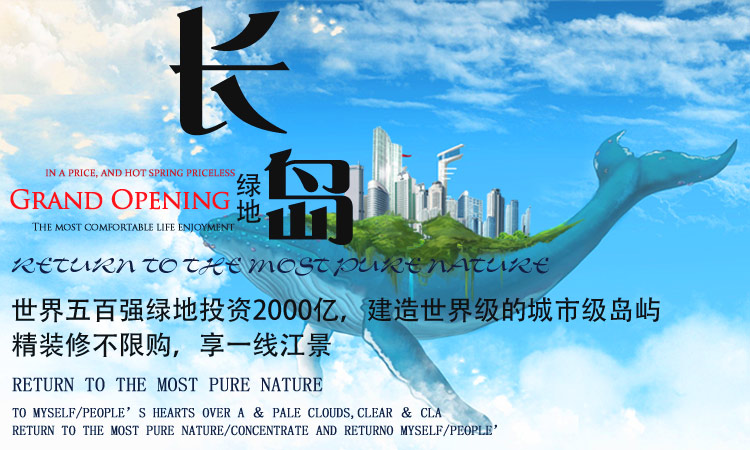 长
岛
绿地
IN A PRICE, AND HOT SPRING PRICELESS
GRAND OPENING
THE MOST COMFORTABLE LIFE ENJOYMENT
RETURN TO THE MOST PURE NATURE
世界五百强绿地投资2000亿，建造世界级的城市级岛屿
精装修不限购，享一线江景
RETURN TO THE MOST PURE NATURE
TO MYSELF/PEOPLE’S HEARTS OVER A & PALE CLOUDS,CLEAR & CLA
RETURN TO THE MOST PURE NATURE/CONCENTRATE AND RETURNO MYSELF/PEOPLE’